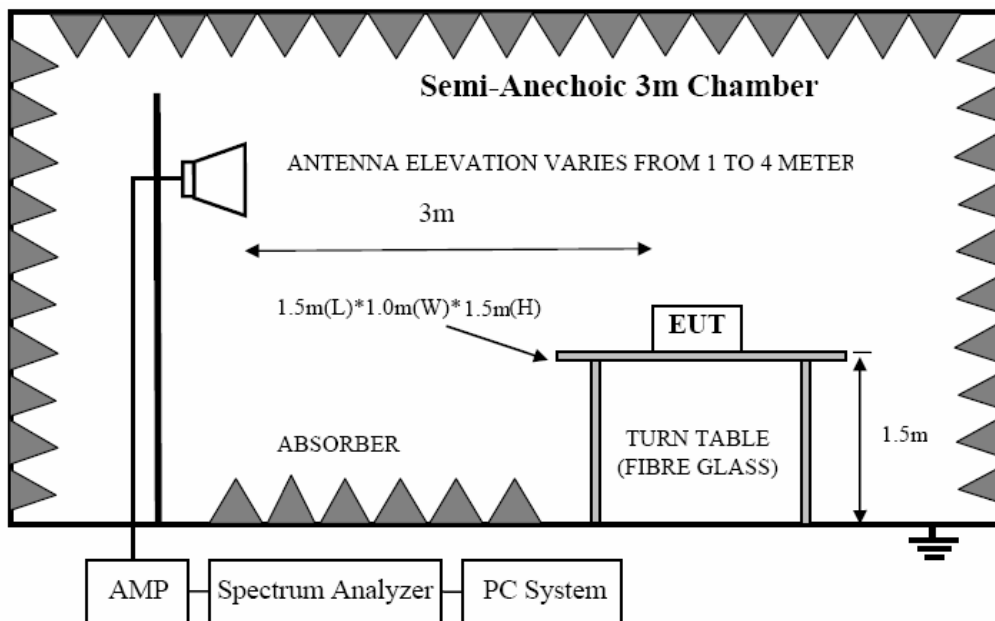 Semi-Anechoic 3m Chamber
ANTENNA ELEVATION VARIES FROM 1 TO 4 METER
3m
1.5m(L)*1.0m(W)*1.5m(H)
EUT
ABSORBER
TURN TABLE
(FIBRE GLASS)
1.5m
AMP
Spectrum Analyzer
PC System